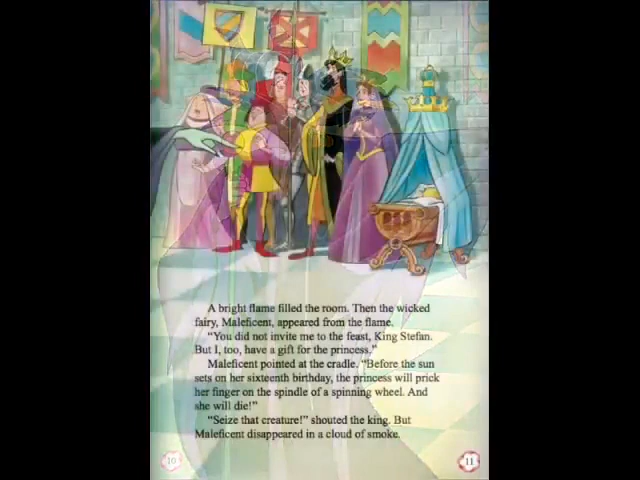 A bright flame filled the room. Then the wicked
fairy, Maleficent, appeared from the flame.
"You did not invite me to the feast, King Stefan.
But I, too, have a gift for the princess."
Maleficent pointed at the cradle. "Before the sun
sets on her sixteenth birthday, the princess will prick
her finger on the spindle of a spinning wheel. And
she will die!"
"Seize that creature!" shouted the king. But
Maleficent disappeared in a cloud of smoke.
10
11